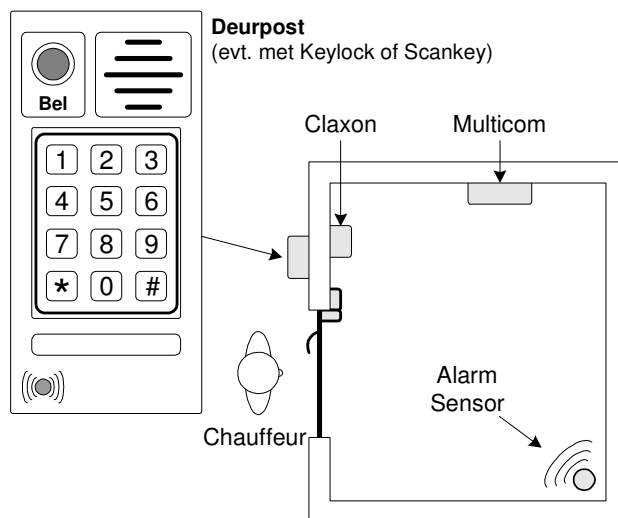 Deurpost
(evt. met Keylock of Scankey)
Bel
1 2 3
4 5 6
7 8 9
* 0 #
Claxon
Multicom
Alarm
Sensor
Chauffeur